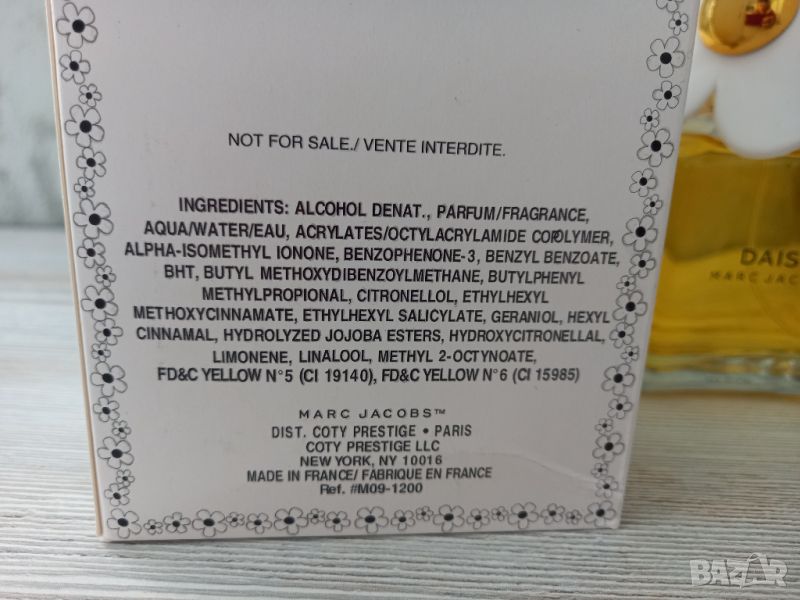 NOT FOR SALE./ VENTE INTERDITE.
INGREDIENTS: ALCOHOL DENAT., PARFUM/FRAGRANCE,
AQUA/WATER/EAU, ACRYLATES/OCTYLACRYLAMIDE COPOLYMER,
ALPHA-ISOMETHYL IONONE, BENZOPHENONE-3, BENZYL BENZOATE,
BHT, BUTYL METHOXYDIBENZOYLMETHANE, BUTYLPHENYL
METHYLPROPIONAL, CITRONELLOL, ETHYLHEXYL
METHOXYCINNAMATE, ETHYLHEXYL SALICYLATE, GERANIOL, HEXYL
CINNAMAL, HYDROLYZED JOJOBA ESTERS, HYDROXYCITRONELLAL,
LIMONENE, LINALOOL, METHYL 2-OCTYNOATE,
FD&C YELLOW N°5 (CI 19140), FD&C YELLOW N°6 (CI 15985)
MARC JACOBS™
DIST. COTY PRESTIGE • PARIS
COTY PRESTIGE LLC
NEW YORK, NY 10016
MADE IN FRANCE/ FABRIQUE EN FRANCE
Ref. #M09-1200
DAIS
MARC JAC
BAZAR